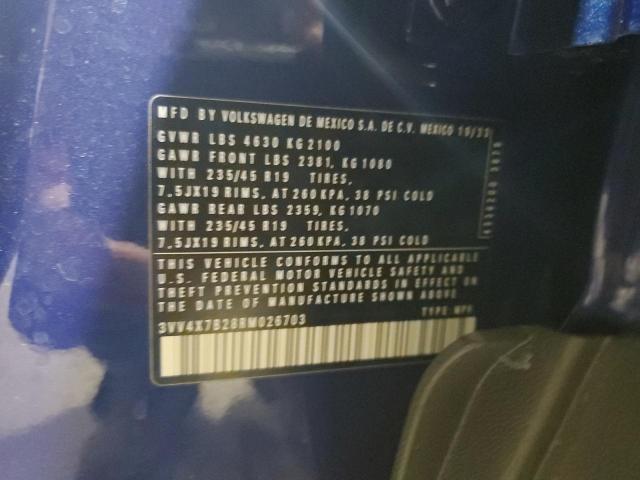 MFD BY VOLKSWAGEN DE MEXICO S.A. DE C.V. MEXICO 10/23
GVWR LBS 4630 KG 2100
GAWR FRONT LBS 2381, KG 1080
WITH 235/45 R19 TIRES,
7.5JX19 RIMS, AT 260 KPA, 38 PSI COLD
GAWR REAR LBS 2359, KG 1070
WITH 235/45 R19 TIRES,
7.5JX19 RIMS, AT 260 KPA, 38 PSI COLD
THIS VEHICLE CONFORMS TO ALL APPLICABLE
U.S. FEDERAL MOTOR VEHICLE SAFETY AND
THEFT PREVENTION STANDARDS IN EFFECT ON
THE DATE OF MANUFACTURE SHOWN ABOVE
3VV4X7B28RM026703 TYPE MPV